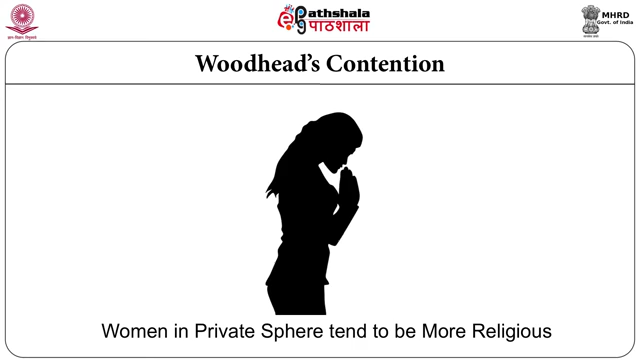 Pathshala
पाठशाला
MHRD
Govt. of India
Woodhead's Contention
Women in Private Sphere tend to be More Religious